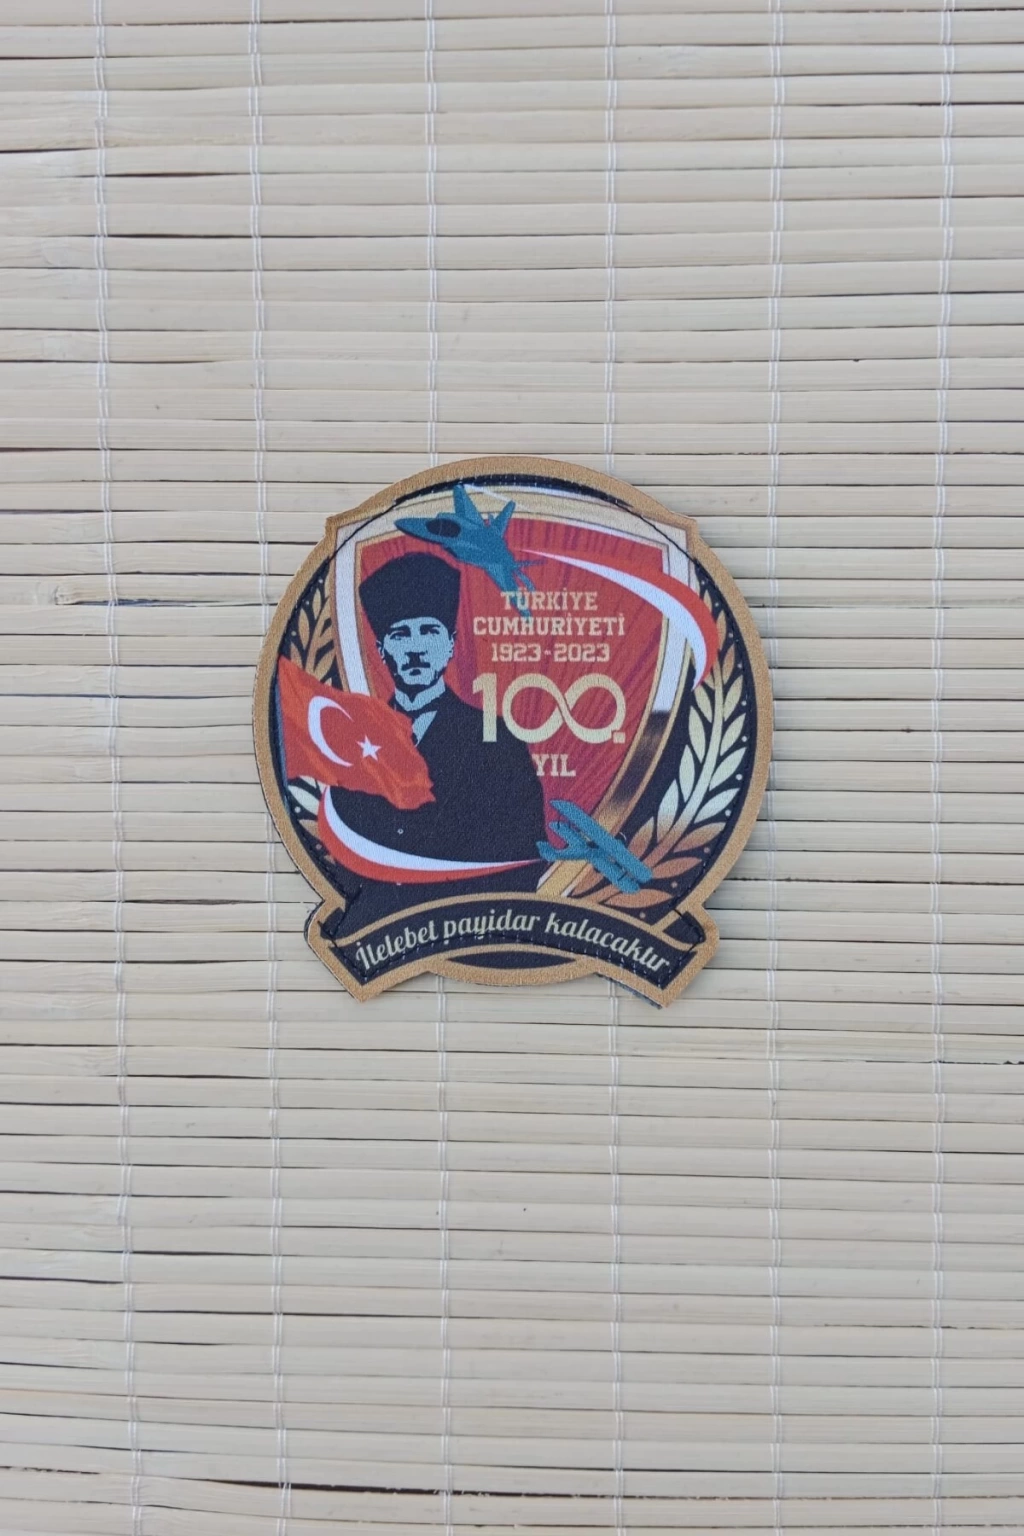 TÜRKİYE
CUMHURİYETİ
1923-2023
100.
YIL
İlelebet payidar kalacaktır